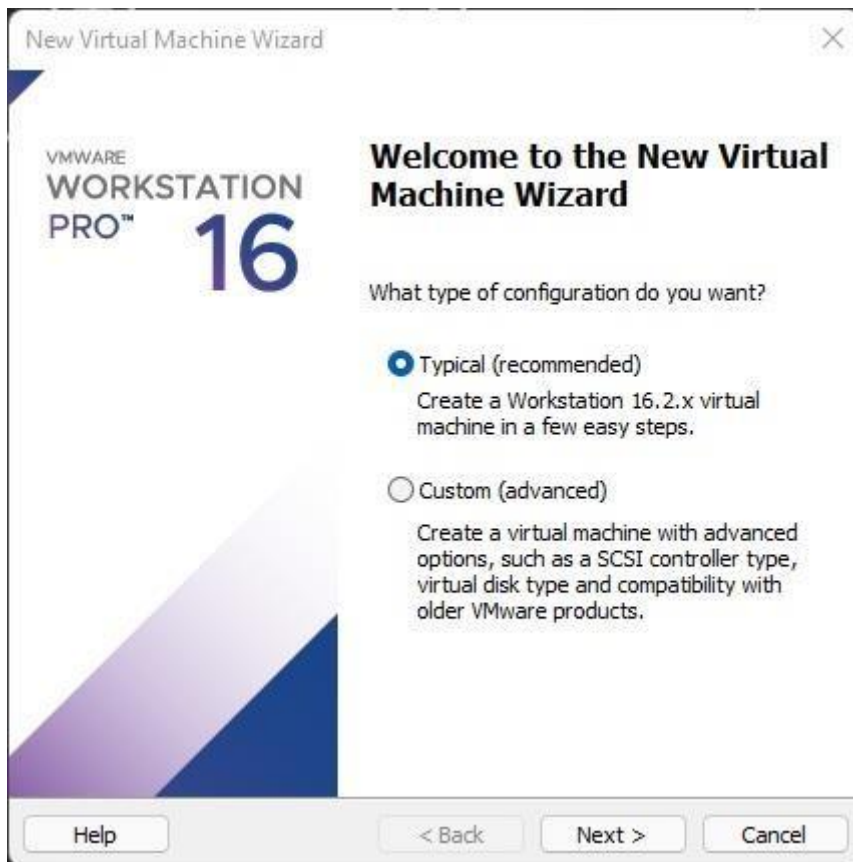 New Virtual Machine Wizard
VMWARE
WORKSTATION
PRO™ 16
Welcome to the New Virtual
Machine Wizard
What type of configuration do you want?
Typical (recommended)
Create a Workstation 16.2.x virtual
machine in a few easy steps.
Custom (advanced)
Create a virtual machine with advanced
options, such as a SCSI controller type,
virtual disk type and compatibility with
older VMware products.
Help < Back Next > Cancel